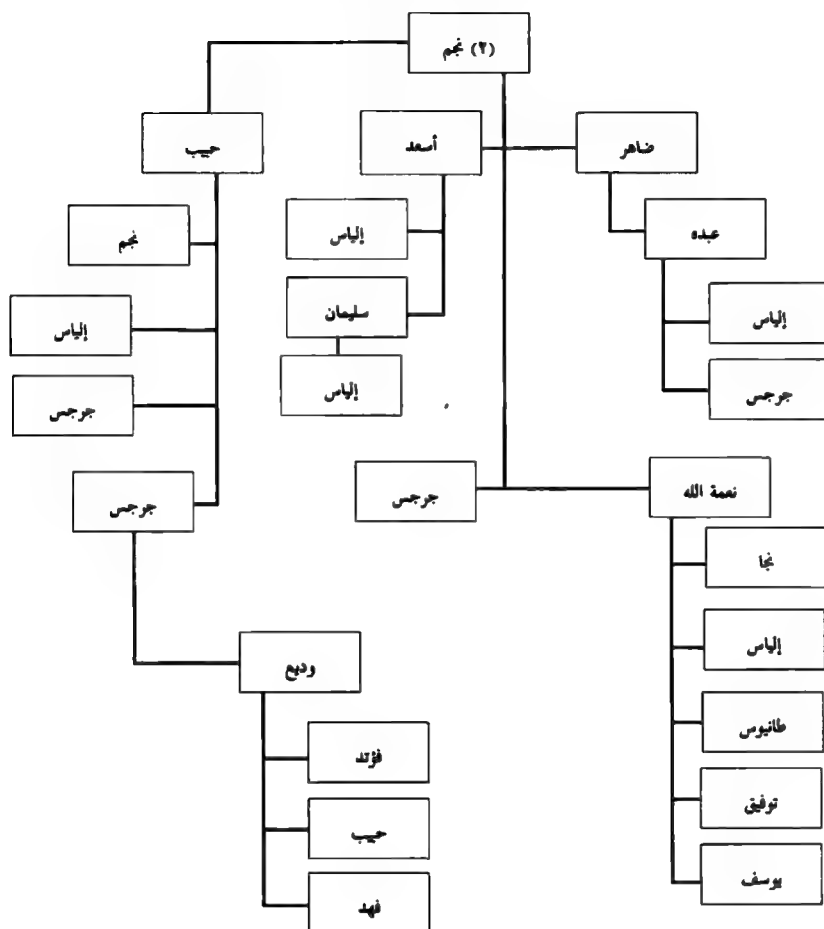 (٢) نجم
ضاهر
أسعد
حبيب
عبده
إلياس
نجم
إلياس
سليمان
إلياس
جرجس
إلياس
جرجس
نعمة الله
جرجس
جرجس
نجا
إلياس
وديع
طانيوس
فؤتد
توفيق
حبيب
يوسف
فهد